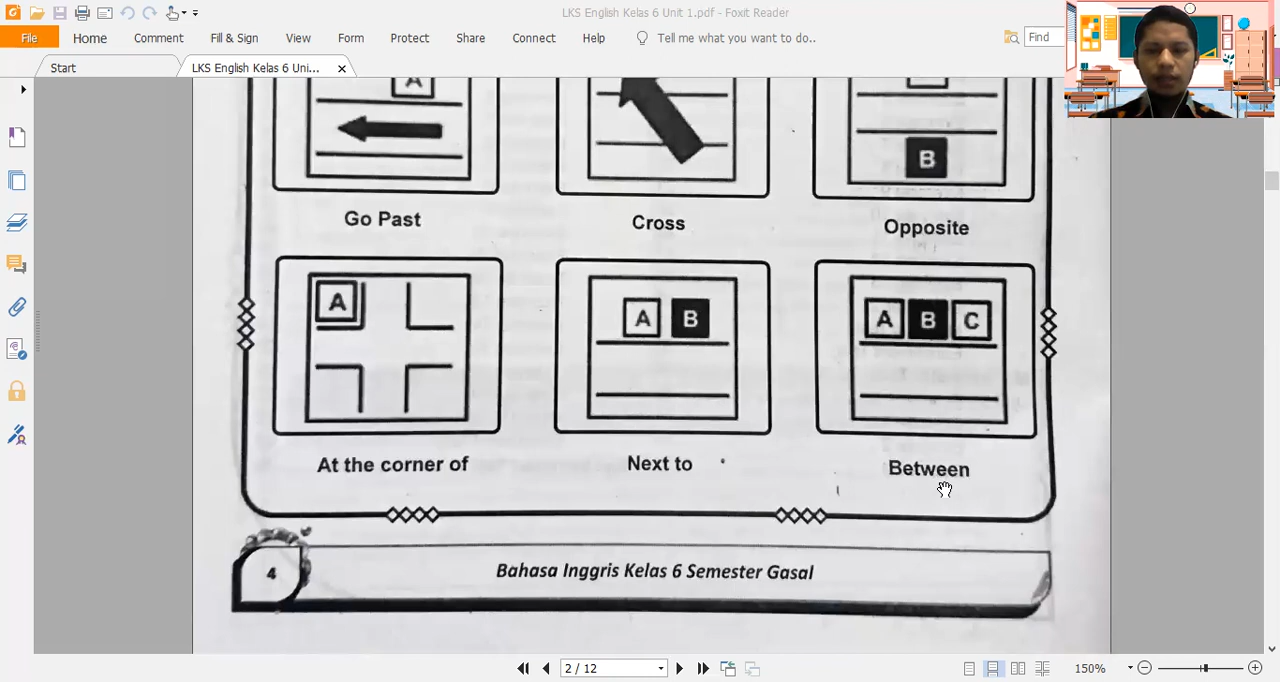 LKS English Kelas 6 Unit 1.pdf - Foxit Reader
File Home Comment Fill & Sign View Form Protect Share Connect Help Tell me what you want to do.. Find
Start LKS English Kelas 6 Uni...
A
B
Go Past Cross Opposite
A A B A B C
At the corner of Next to Between
4 Bahasa Inggris Kelas 6 Semester Gasal
2 / 12 150%